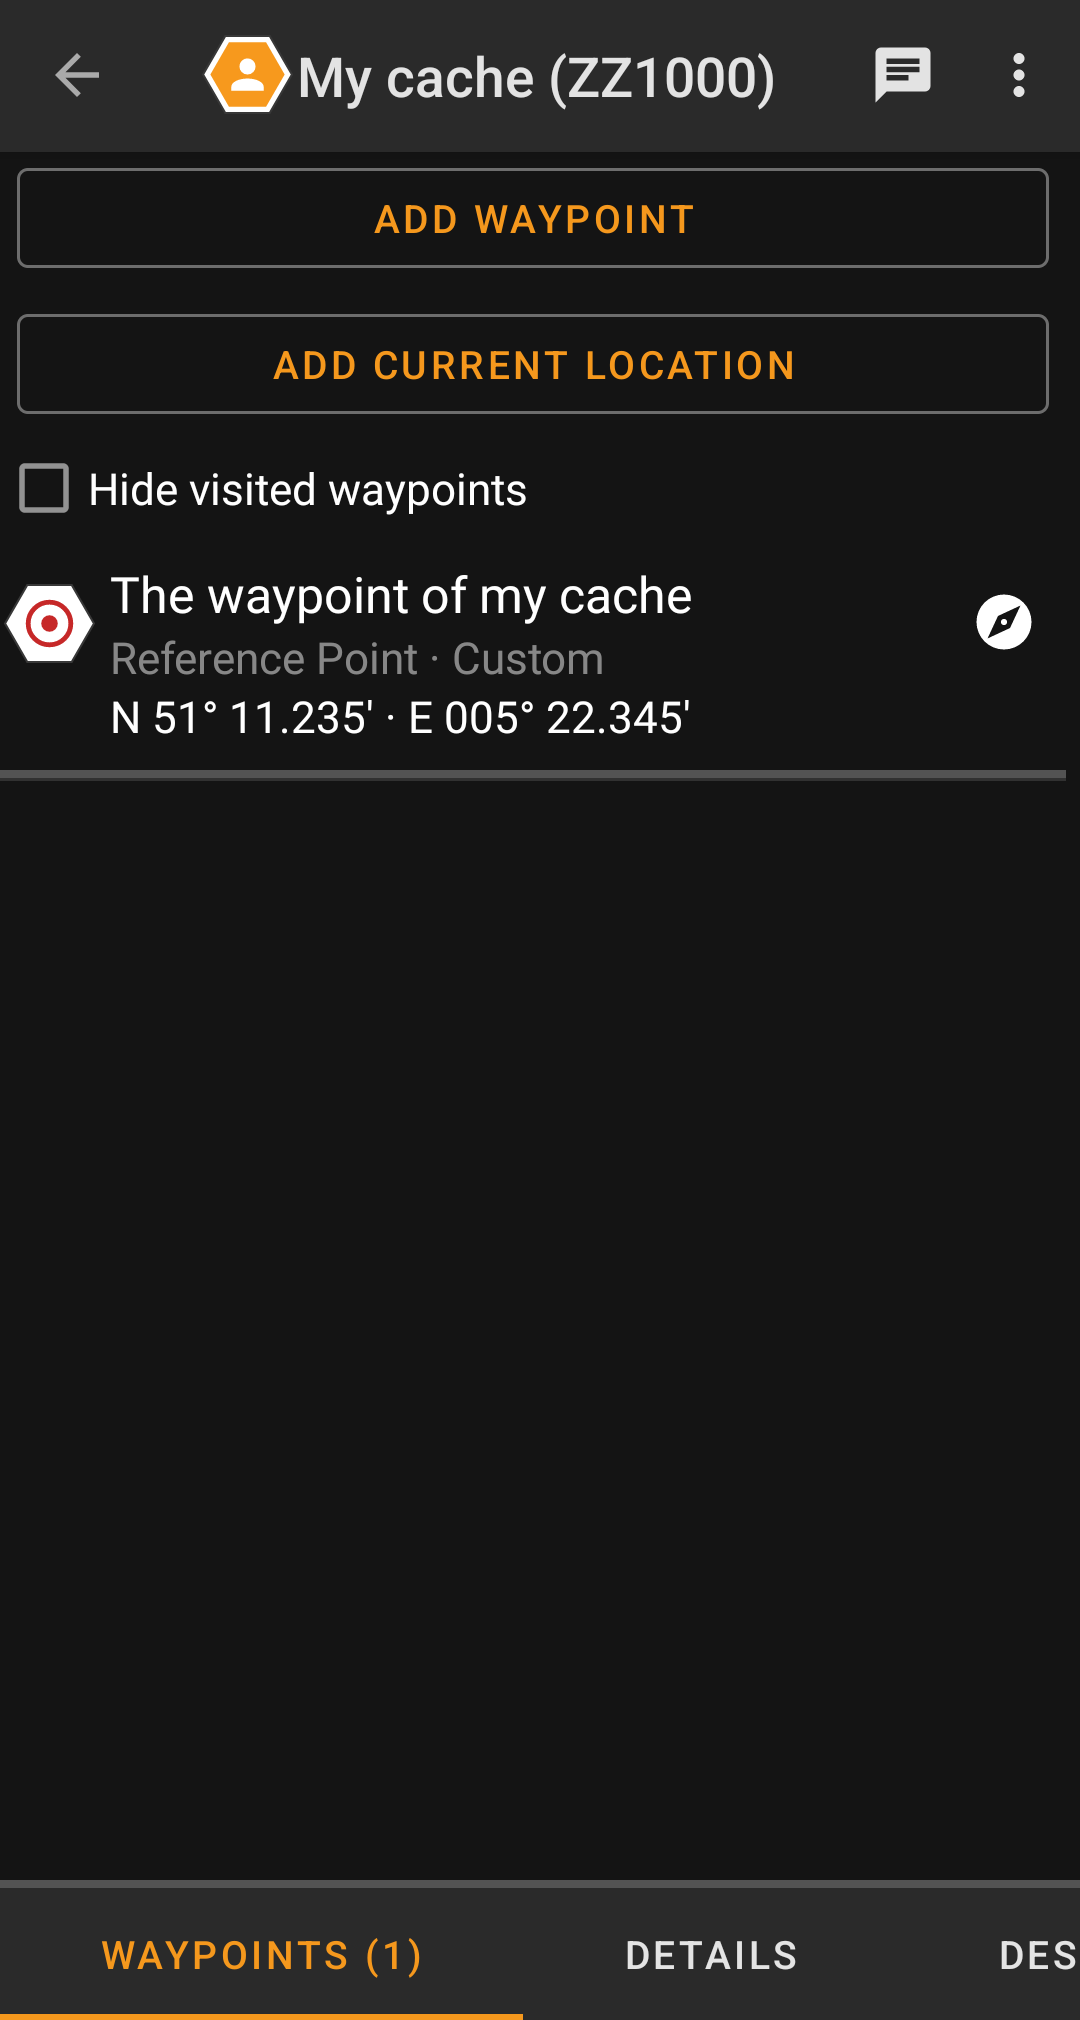 My cache (ZZ1000)
ADD WAYPOINT
ADD CURRENT LOCATION
Hide visited waypoints
The waypoint of my cache
Reference Point · Custom
N 51° 11.235' · E 005° 22.345'
WAYPOINTS (1) DETAILS DES